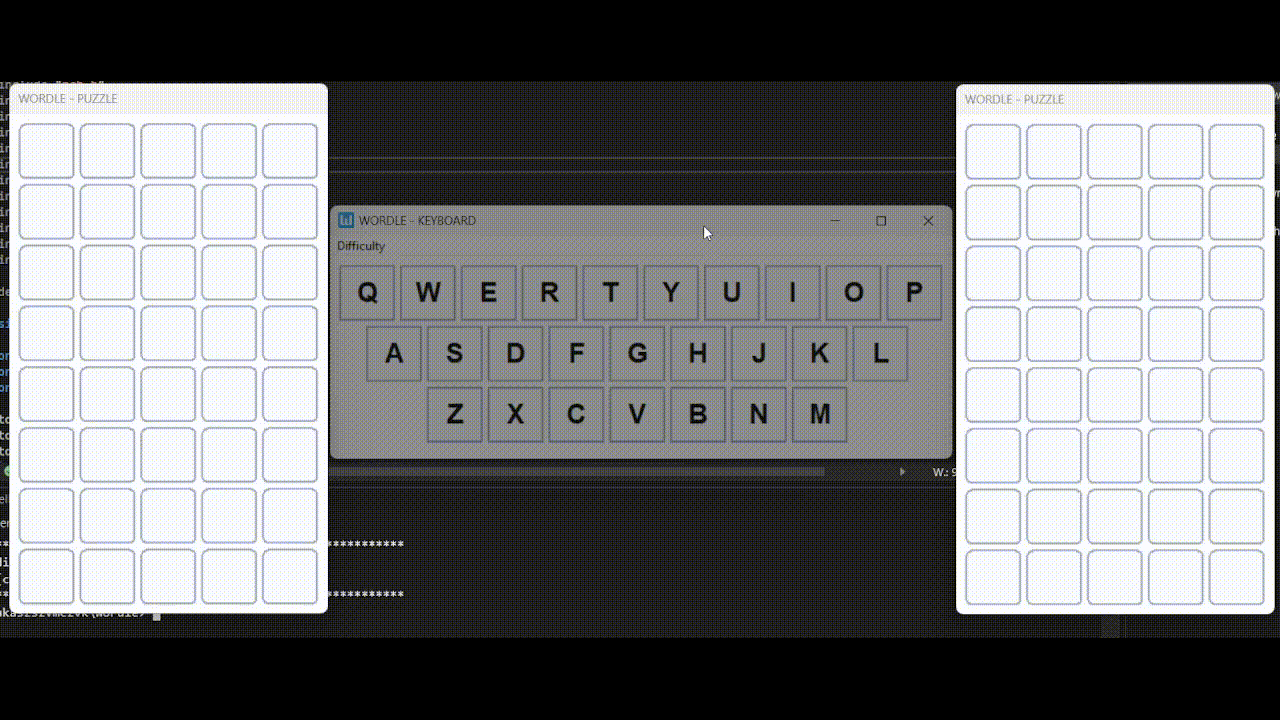 WORDLE - PUZZLE
WORDLE - PUZZLE
WORDLE - KEYBOARD
Difficulty
Q W E R T Y U I O P
A S D F G H J K L
Z X C V B N M
W.: 9
***********
***********